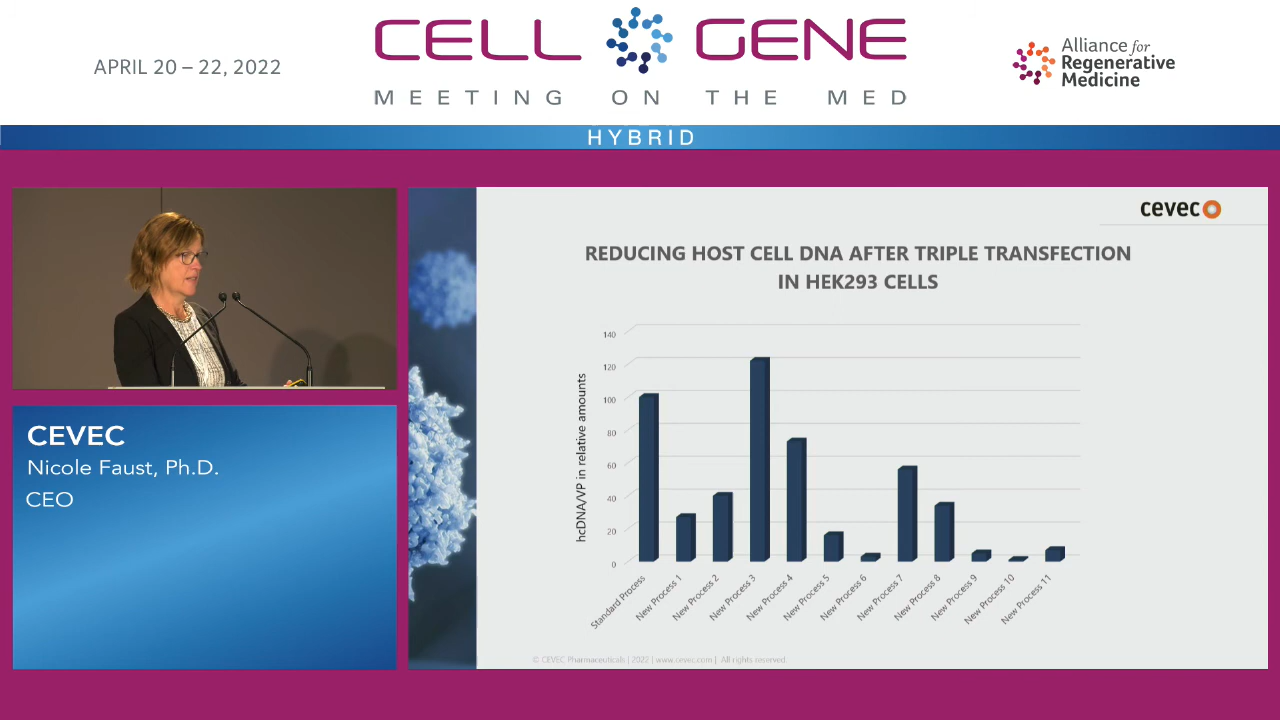 APRIL 20 – 22, 2022
CELL GENE
MEETING ON THE MED
Alliance for
Regenerative
Medicine
HYBRID
CEVEC
Nicole Faust, Ph.D.
CEO
cevec
REDUCING HOST CELL DNA AFTER TRIPLE TRANSFECTION
IN HEK293 CELLS
hcDNA/VP in relative amounts
140
120
100
80
60
40
20
0
Standard Process
New Process 1
New Process 2
New Process 3
New Process 4
New Process 5
New Process 6
New Process 7
New Process 8
New Process 9
New Process 10
New Process 11
© CEVEC Pharmaceuticals | 2022 | www.cevec.com | All rights reserved.